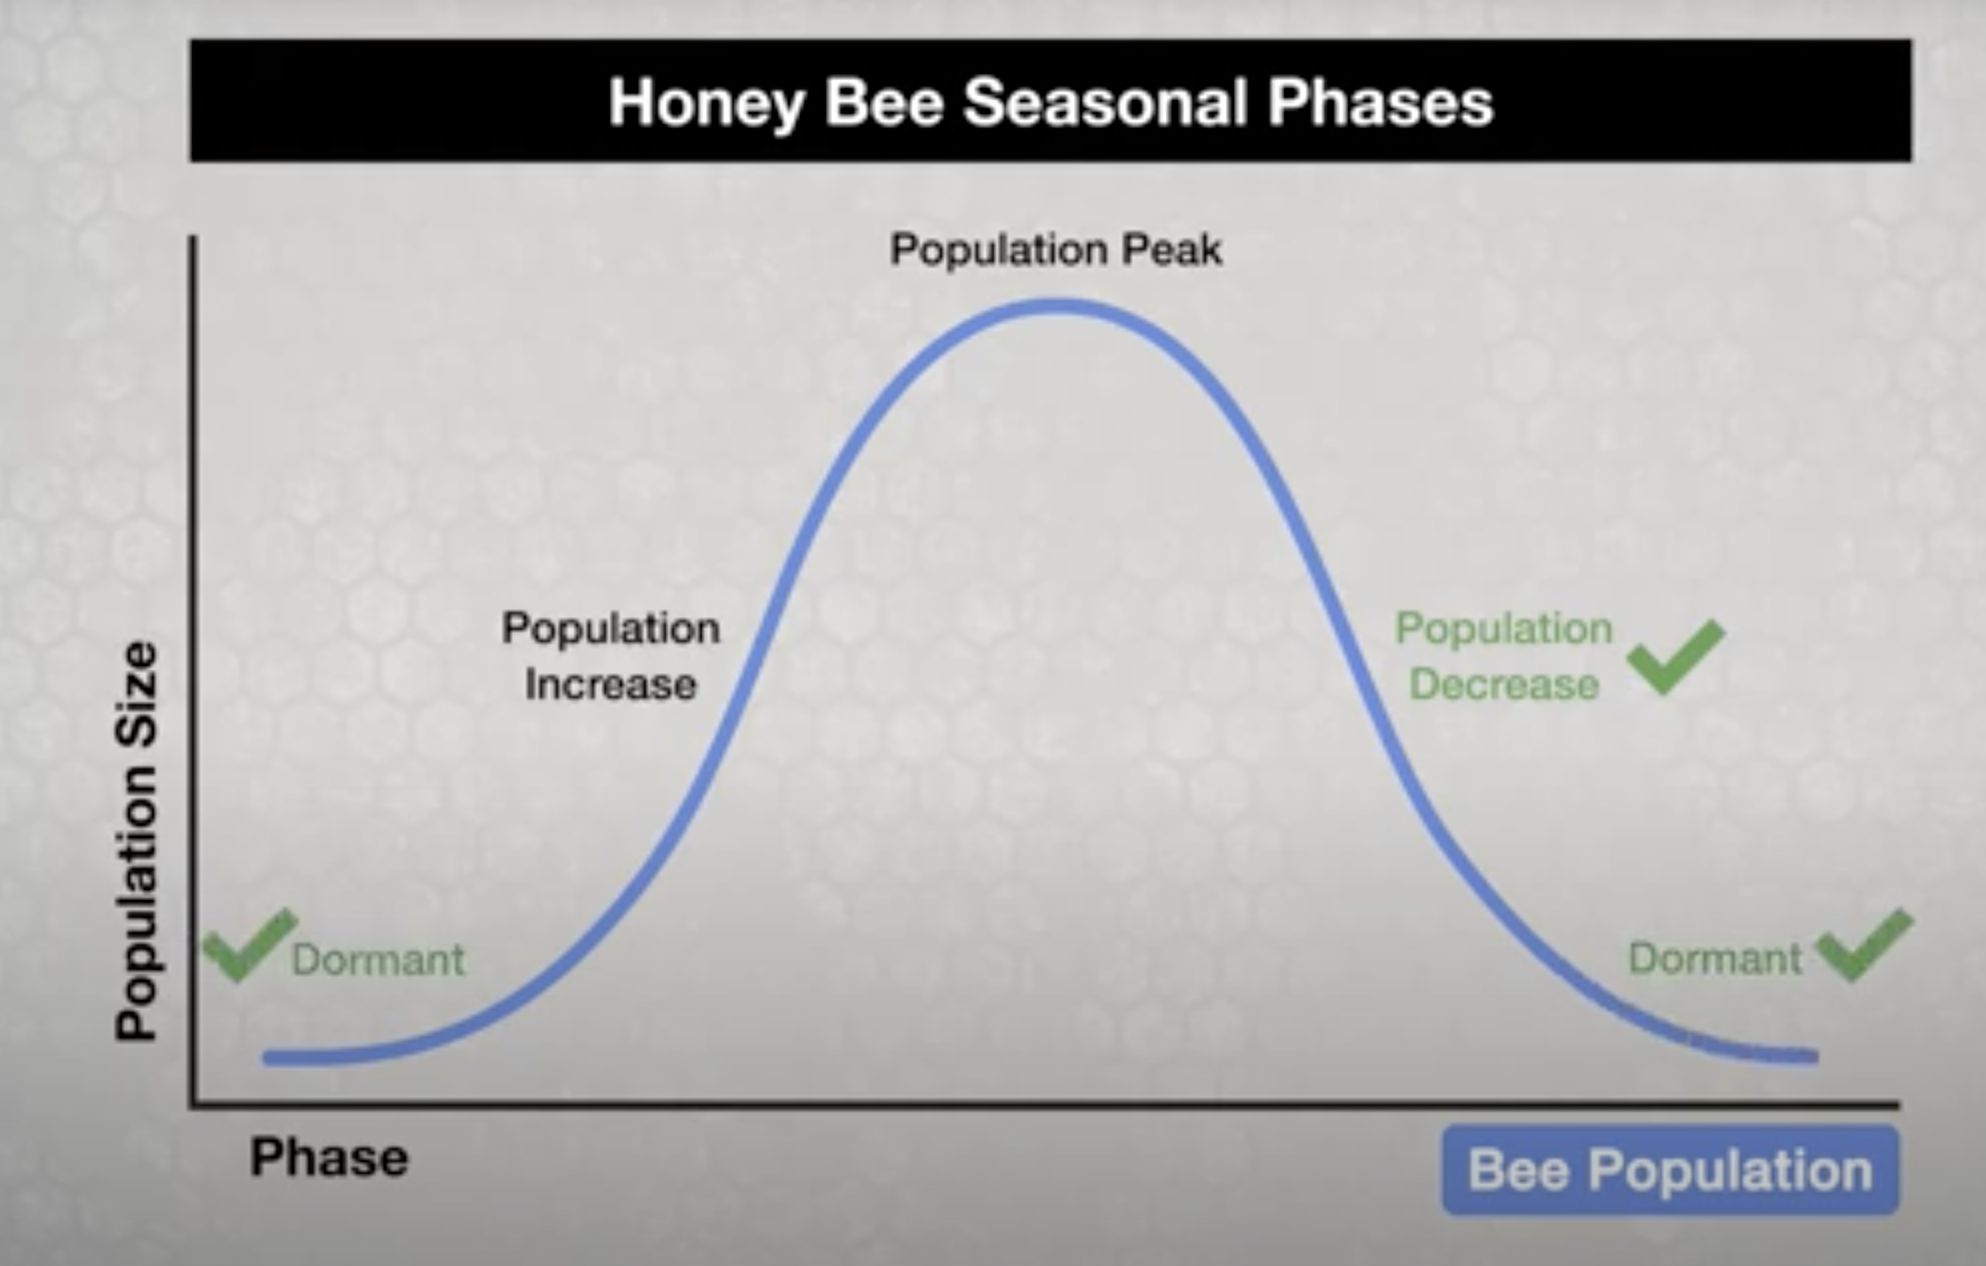 Honey Bee Seasonal Phases
Population Peak
Population
Increase
Population
Decrease
Population Size
Dormant
Dormant
Phase
Bee Population